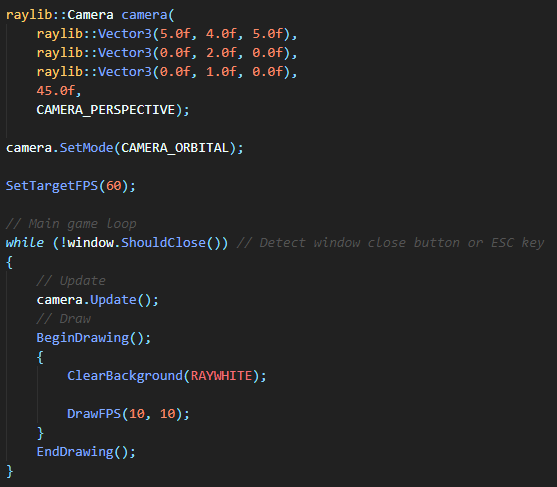 raylib::Camera camera(
    raylib::Vector3(5.0f, 4.0f, 5.0f),
    raylib::Vector3(0.0f, 2.0f, 0.0f),
    raylib::Vector3(0.0f, 1.0f, 0.0f),
    45.0f,
    CAMERA_PERSPECTIVE);

camera.SetMode(CAMERA_ORBITAL);

SetTargetFPS(60);

// Main game loop
while (!window.ShouldClose()) // Detect window close button or ESC key
{
    // Update
    camera.Update();
    // Draw
    BeginDrawing();
    {
        ClearBackground(RAYWHITE);

        DrawFPS(10, 10);
    }
    EndDrawing();
}